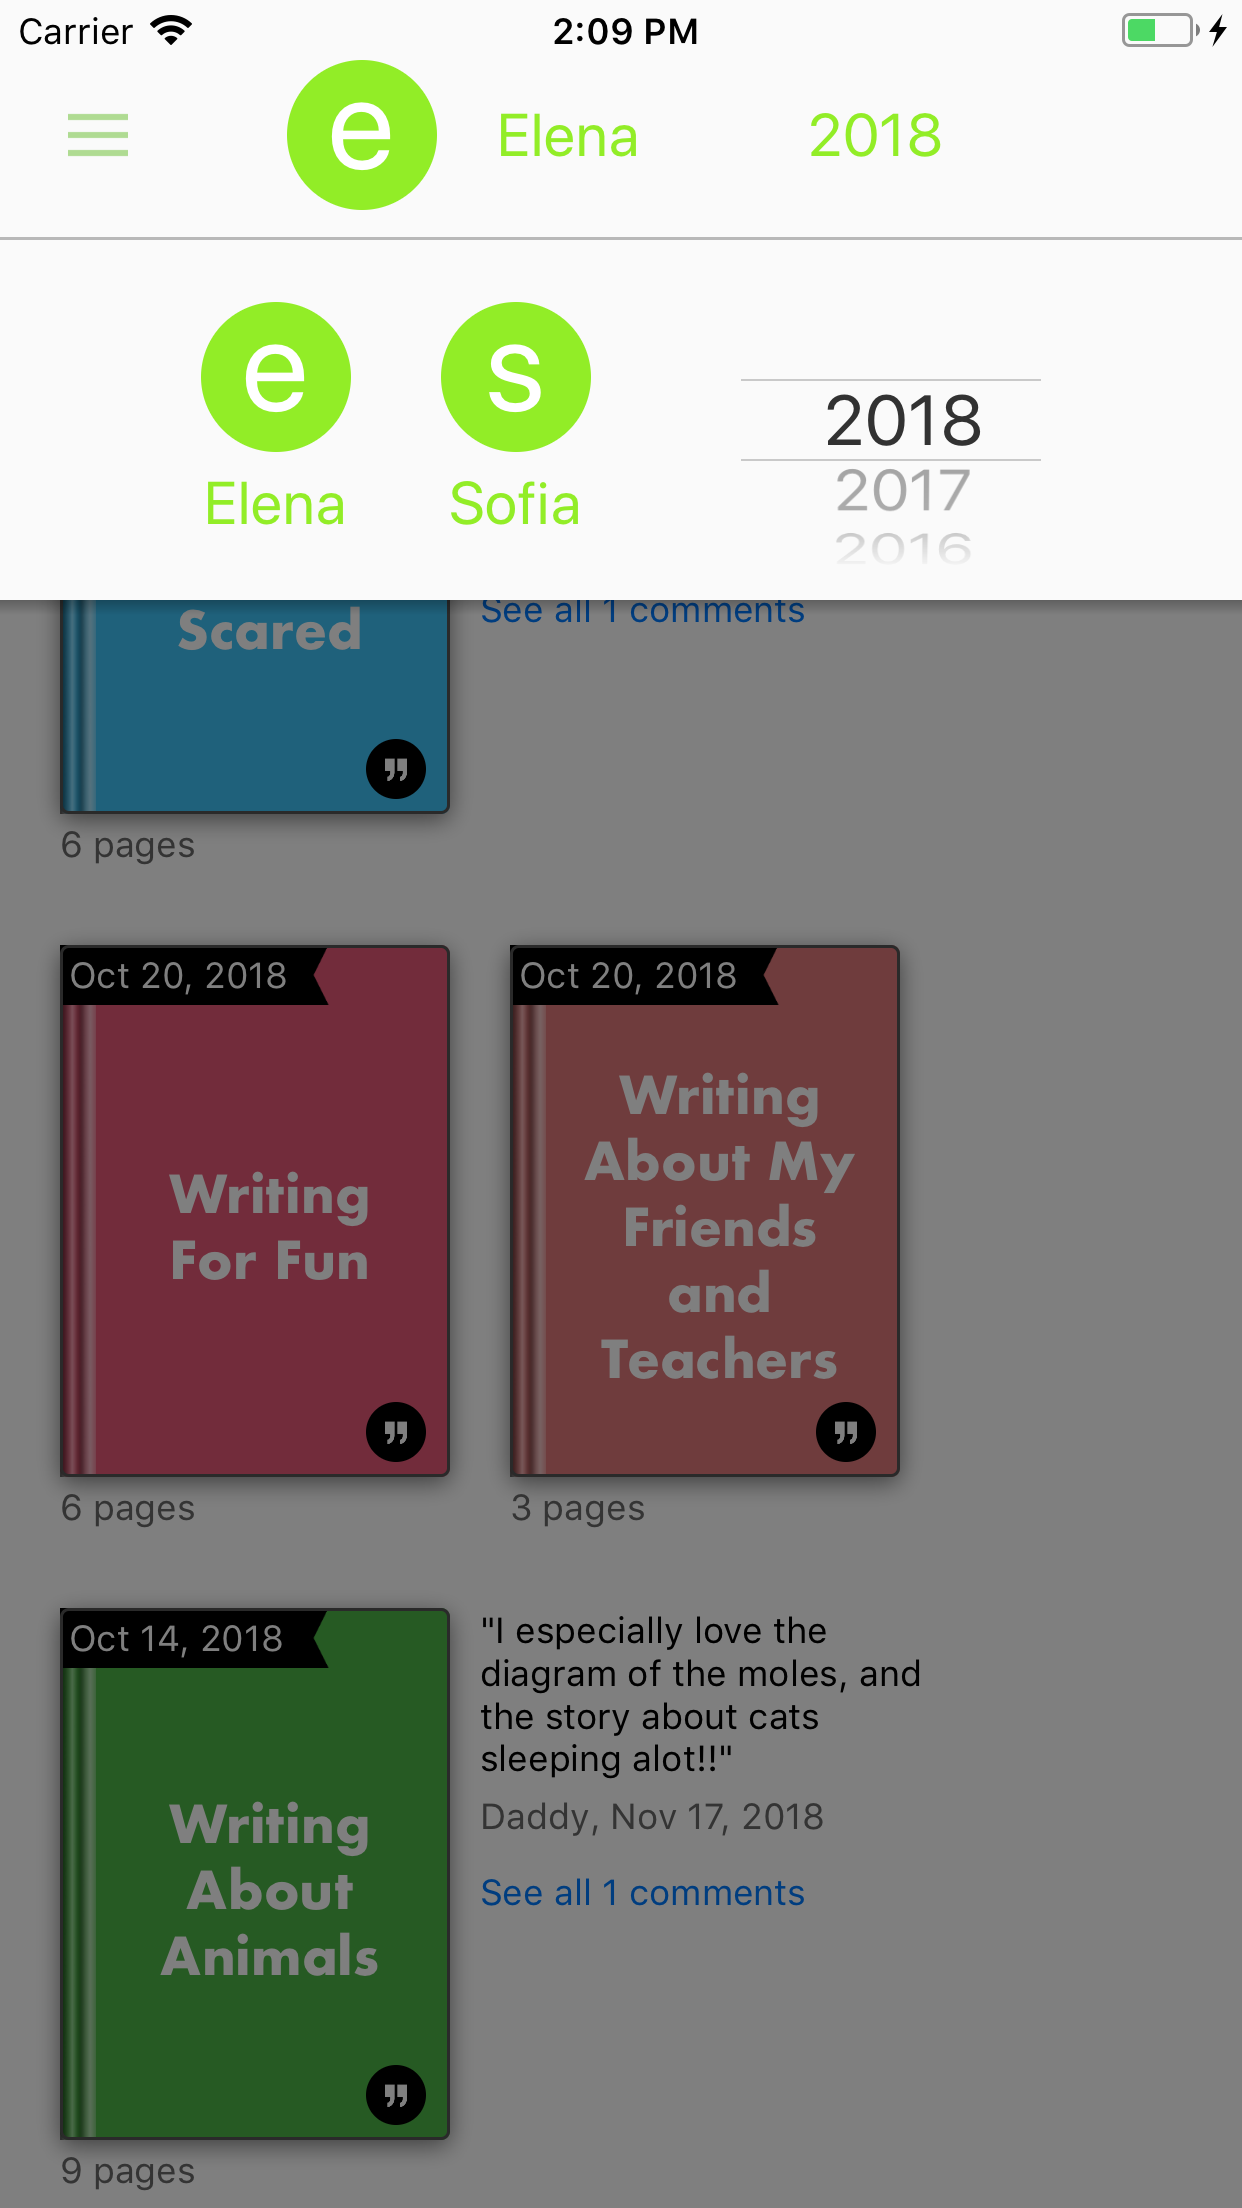 Carrier 2:09 PM
e Elena 2018
e s
Elena Sofia
2018
2017
2016
Scared
See all 1 comments
6 pages
Oct 20, 2018
Writing
For Fun
6 pages
Oct 20, 2018
Writing
About My
Friends
and
Teachers
3 pages
Oct 14, 2018
Writing
About
Animals
9 pages
"I especially love the
diagram of the moles, and
the story about cats
sleeping alot!!"
Daddy, Nov 17, 2018
See all 1 comments